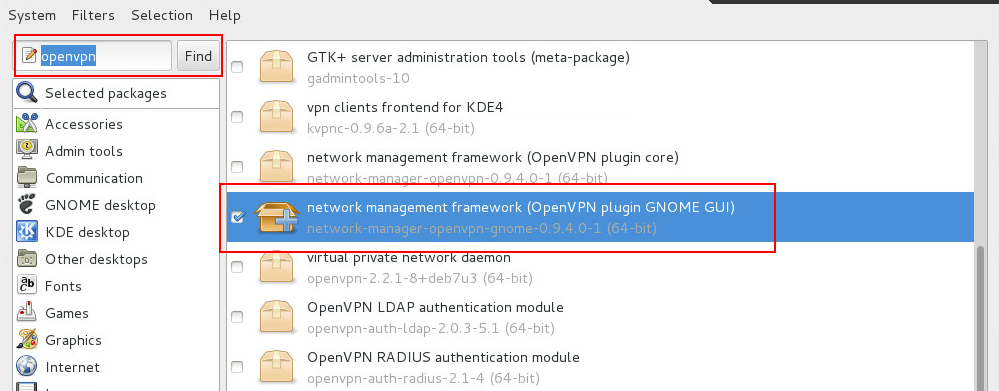 System Filters Selection Help
openvpn Find
Selected packages
Accessories
Admin tools
Communication
GNOME desktop
KDE desktop
Other desktops
Fonts
Games
Graphics
Internet
GTK+ server administration tools (meta-package)
gadmintools-10
vpn clients frontend for KDE4
kvpnc-0.9.6a-2.1 (64-bit)
network management framework (OpenVPN plugin core)
network-manager-openvpn-0.9.4.0-1 (64-bit)
network management framework (OpenVPN plugin GNOME GUI)
network-manager-openvpn-gnome-0.9.4.0-1 (64-bit)
virtual private network daemon
openvpn-2.2.1-8+deb7u3 (64-bit)
OpenVPN LDAP authentication module
openvpn-auth-ldap-2.0.3-5.1 (64-bit)
OpenVPN RADIUS authentication module
openvpn-auth-radius-2.1-4 (64-bit)